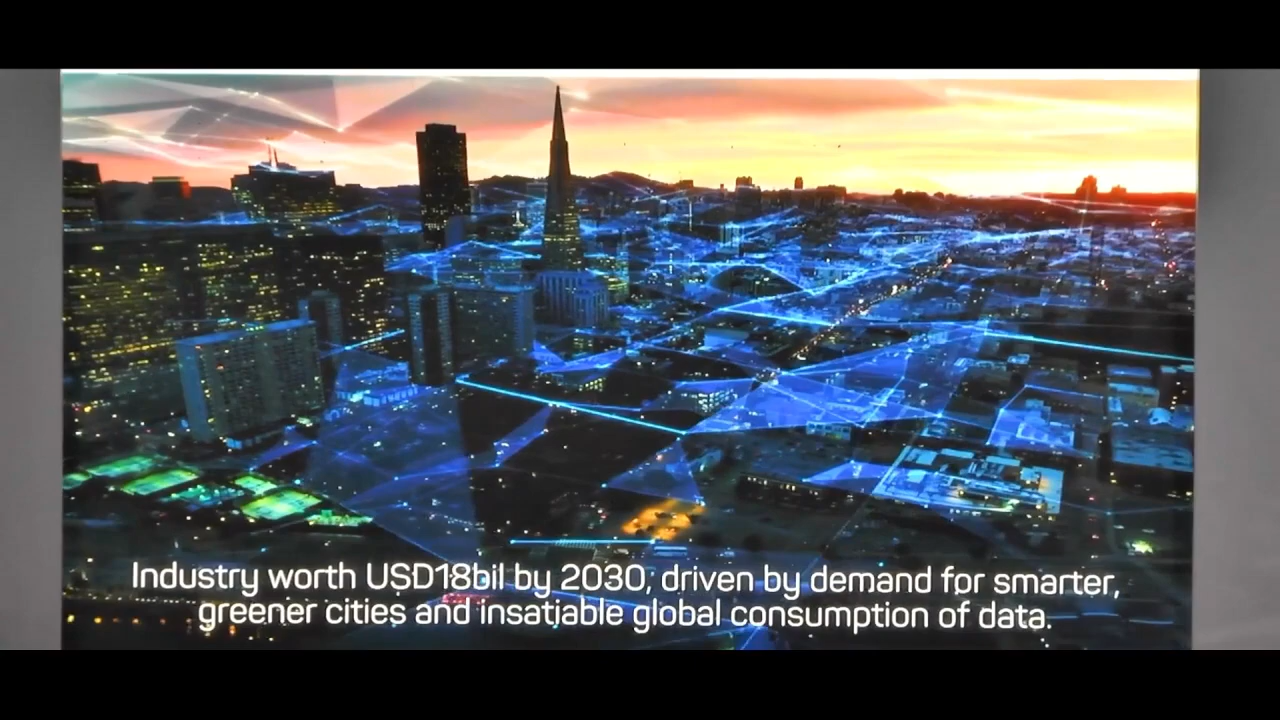 Industry worth USD18bil by 2030, driven by demand for smarter,
greener cities and insatiable global consumption of data.